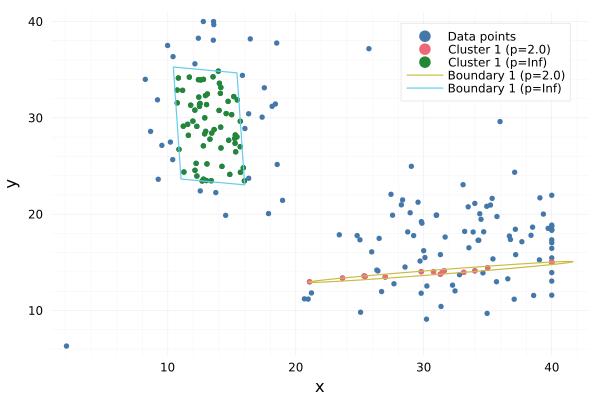 40
30
20
10
y
10
20
30
40
x
Data points
Cluster 1 (p=2.0)
Cluster 1 (p=Inf)
Boundary 1 (p=2.0)
Boundary 1 (p=Inf)